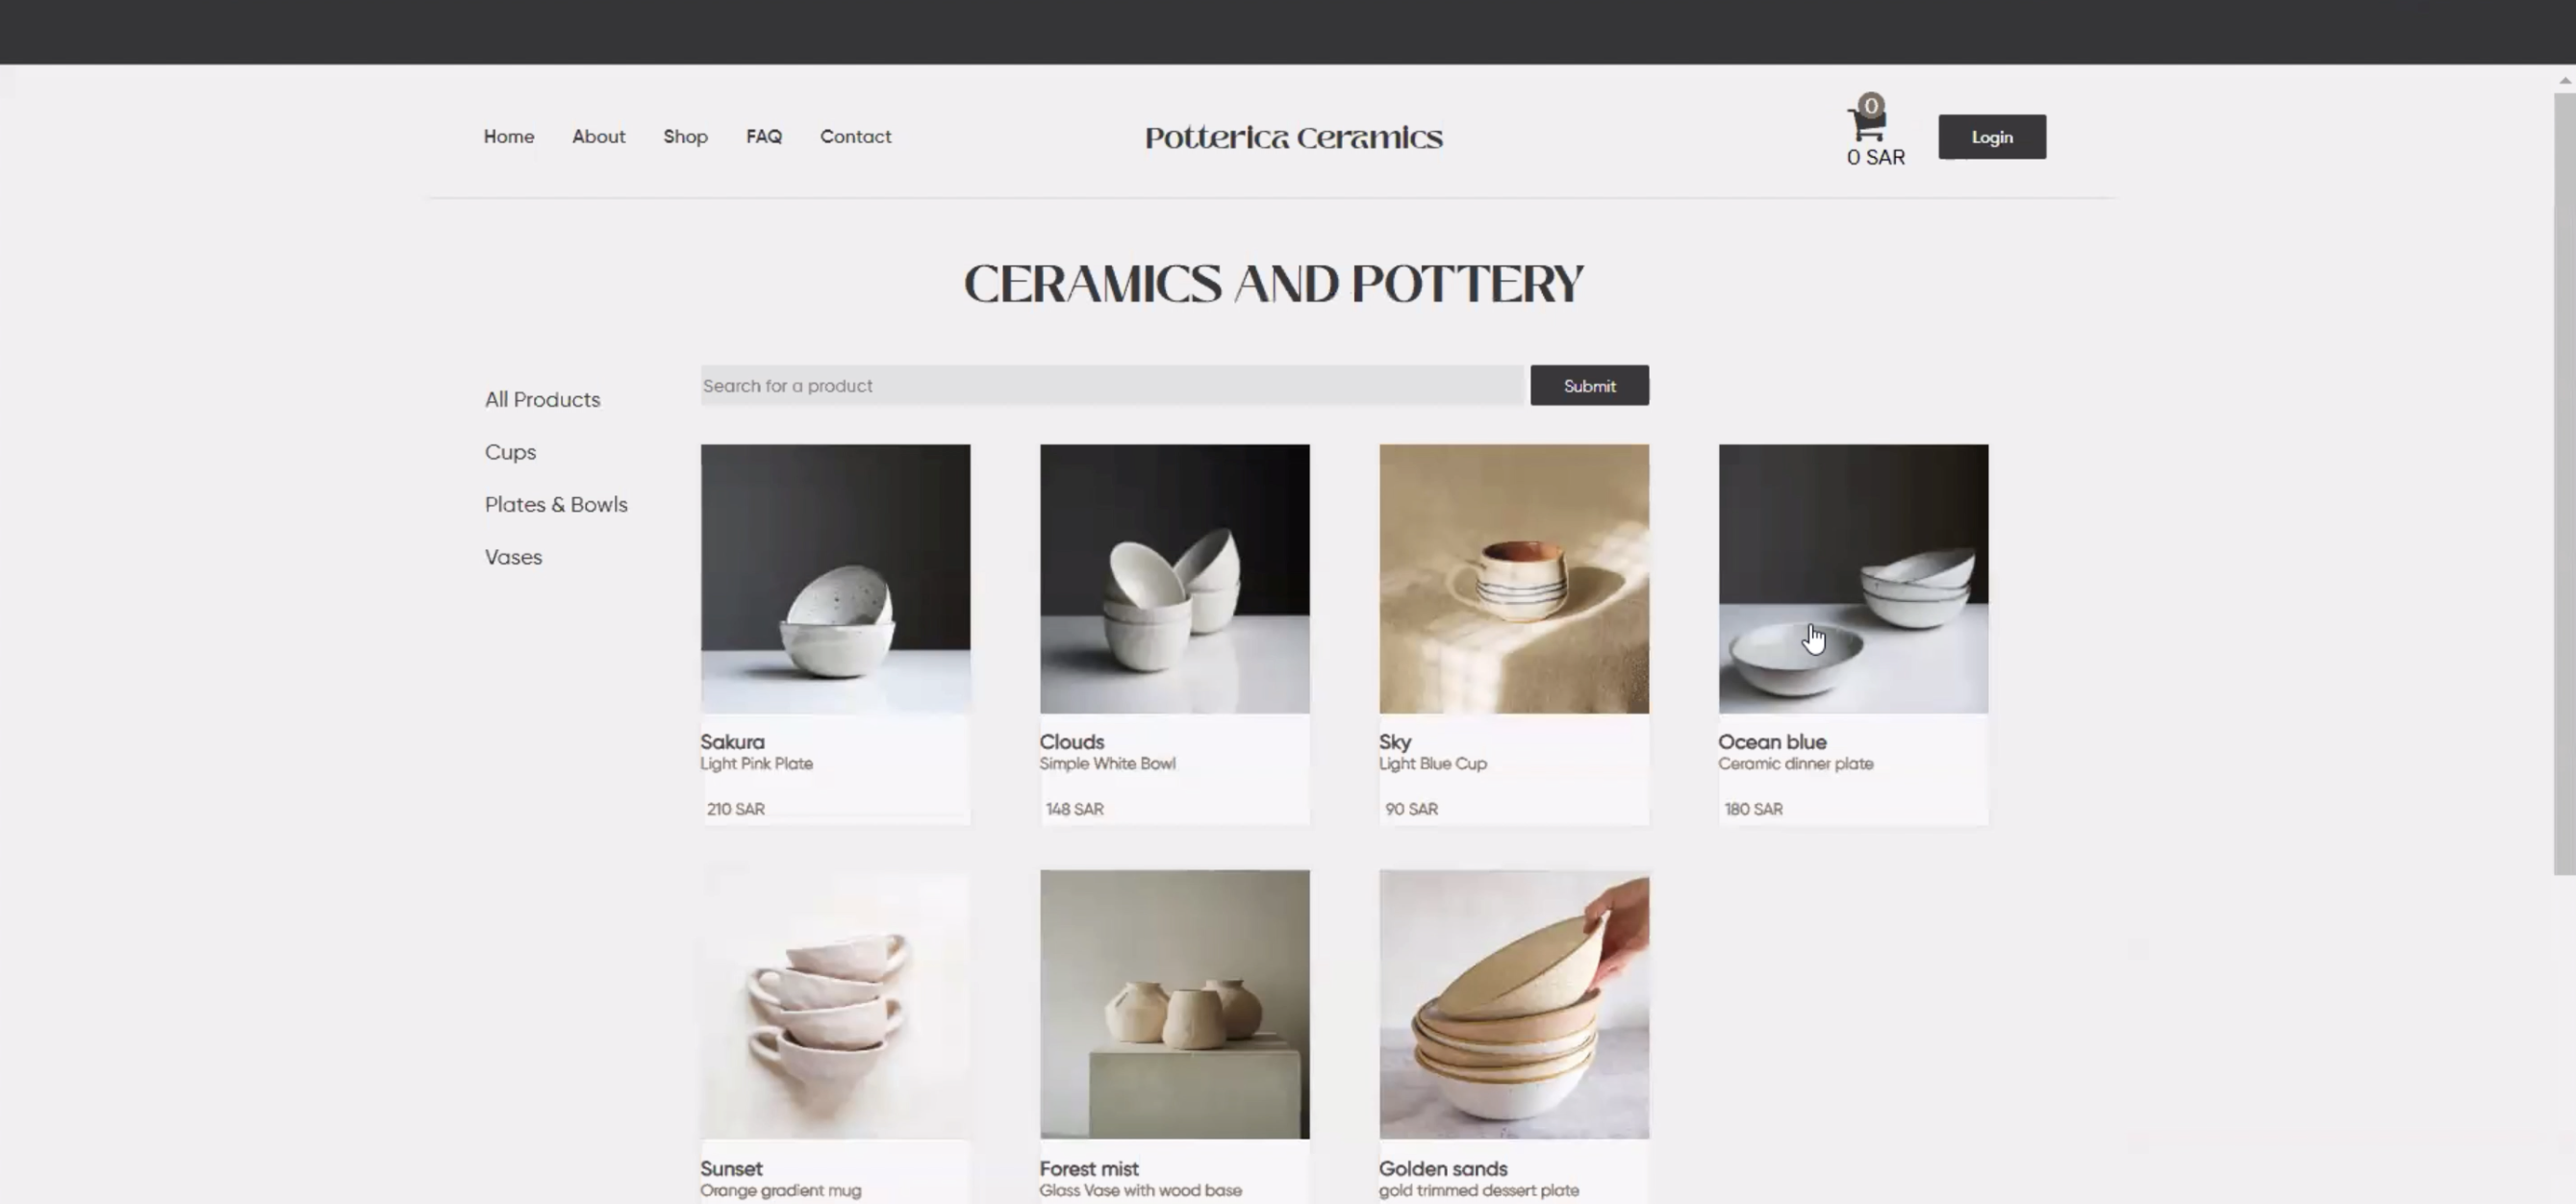 Home About Shop FAQ Contact
Potterica Ceramics
0
0 SAR
Login
CERAMICS AND POTTERY
All Products
Cups
Plates & Bowls
Vases
Search for a product
Submit
Sakura
Light Pink Plate
210 SAR
Clouds
Simple White Bowl
148 SAR
Sky
Light Blue Cup
90 SAR
Ocean blue
Ceramic dinner plate
180 SAR
Sunset
Orange gradient mug
Forest mist
Glass Vase with wood base
Golden sands
gold trimmed dessert plate